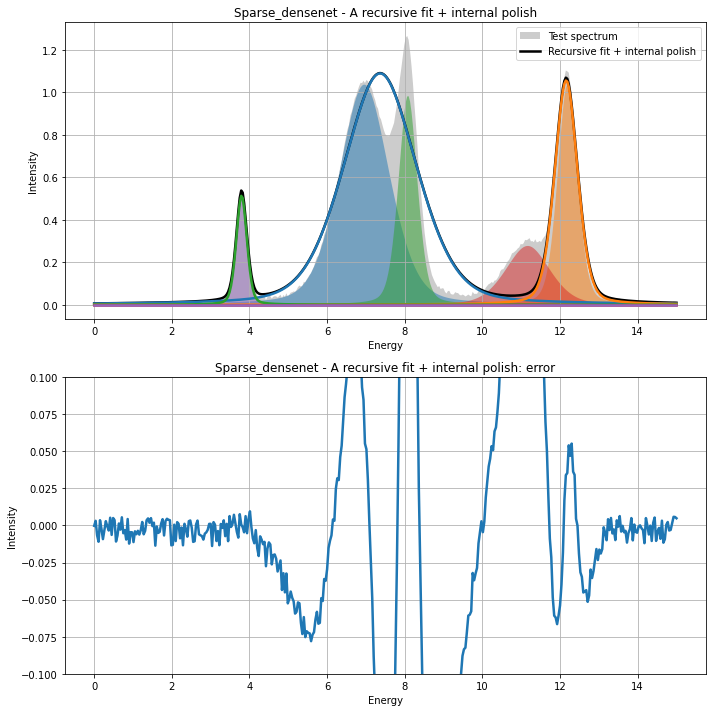 Sparse_densenet - A recursive fit + internal polish
Test spectrum
Recursive fit + internal polish
Intensity
1.2
1.0
0.8
0.6
0.4
0.2
0.0
0 2 4 6 8 10 12 14
Energy
Sparse_densenet - A recursive fit + internal polish: error
Intensity
0.100
0.075
0.050
0.025
0.000
−0.025
−0.050
−0.075
−0.100
0 2 4 6 8 10 12 14
Energy